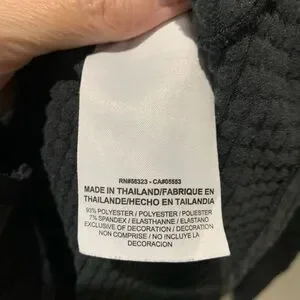 RN#56323 - CA#05553
MADE IN THAILAND/FABRIQUE EN
THAILANDE/HECHO EN TAILANDIA
93% POLYESTER / POLYESTER / POLIESTER
7% SPANDEX / ELASTHANNE / ELASTANO
EXCLUSIVE OF DECORATION / DECORATION
NON COMPRISE / NO INCLUYE LA
DECORACION